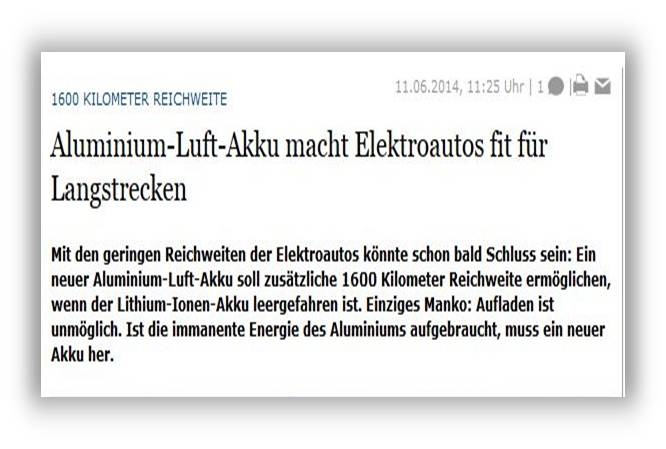 11.06.2014, 11:25 Uhr | 1 | 
1600 KILOMETER REICHWEITE
Aluminium-Luft-Akku macht Elektroautos fit für
Langstrecken
Mit den geringen Reichweiten der Elektroautos könnte schon bald Schluss sein: Ein
neuer Aluminium-Luft-Akku soll zusätzliche 1600 Kilometer Reichweite ermöglichen,
wenn der Lithium-Ionen-Akku leergefahren ist. Einziges Manko: Aufladen ist
unmöglich. Ist die immanente Energie des Aluminiums aufgebraucht, muss ein neuer
Akku her.